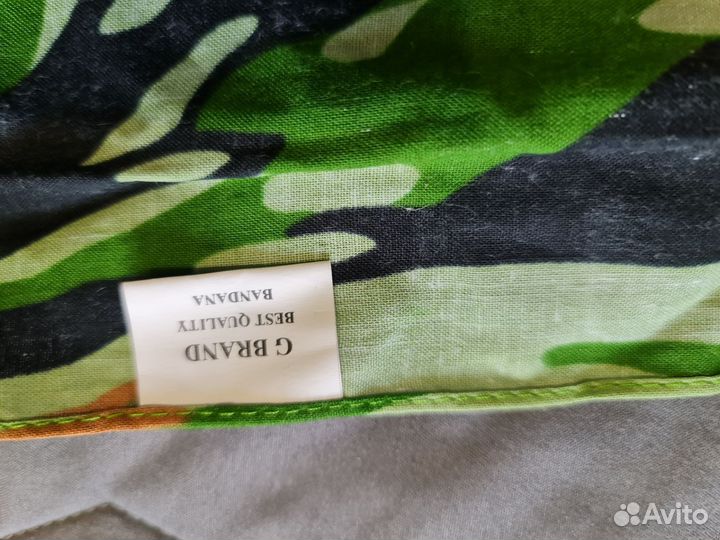 G BRAND
BEST QUALITY
BANDANA
Avito